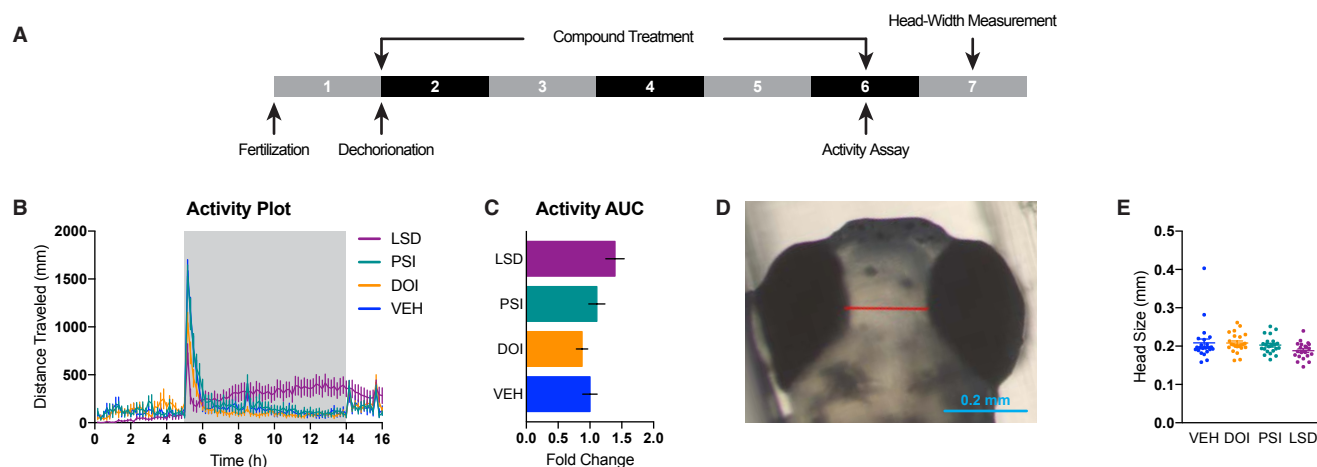 A
Head-Width Measurement
Compound Treatment
1 2 3 4 5 6 7
Fertilization
Dechorionation
Activity Assay
B
Activity Plot
Distance Traveled (mm)
2000
1500
1000
500
0
0 2 4 6 8 10 12 14 16
Time (h)
LSD
PSI
DOI
VEH
C
Activity AUC
LSD
PSI
DOI
VEH
0.0 0.5 1.0 1.5 2.0
Fold Change
D
0.2 mm
E
Head Size (mm)
0.5
0.4
0.3
0.2
0.1
0.0
VEH DOI PSI LSD